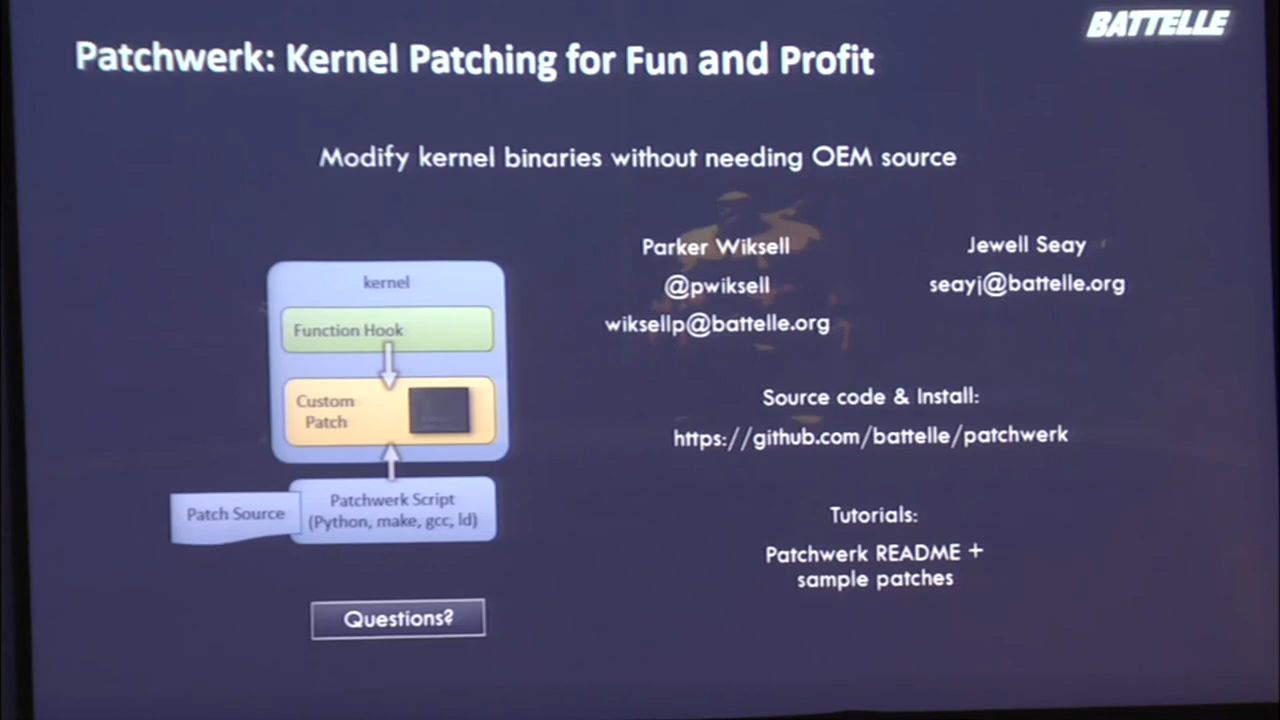 BATTELLE
Patchwerk: Kernel Patching for Fun and Profit
Modify kernel binaries without needing OEM source
kernel
Function Hook
Custom
Patch
Patch Source
Patchwerk Script
(Python, make, gcc, ld)
Questions?
Parker Wiksell
@pwiksell
wiksellp@battelle.org
Jewell Seay
seayj@battelle.org
Source code & Install:
https://github.com/battelle/patchwerk
Tutorials:
Patchwerk README +
sample patches